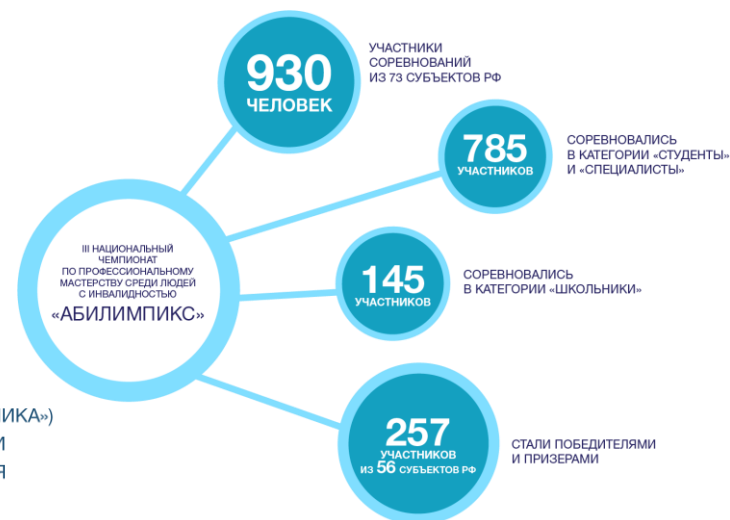 930
ЧЕЛОВЕК
УЧАСТНИКИ
СОРЕВНОВАНИЙ
ИЗ 73 СУБЪЕКТОВ РФ
785
УЧАСТНИКОВ
СОРЕВНОВАЛИСЬ
В КАТЕГОРИИ «СТУДЕНТЫ»
И «СПЕЦИАЛИСТЫ»
III НАЦИОНАЛЬНЫЙ
ЧЕМПИОНАТ
ПО ПРОФЕССИОНАЛЬНОМУ
МАСТЕРСТВУ СРЕДИ ЛЮДЕЙ
С ИНВАЛИДНОСТЬЮ
«АБИЛИМПИКС»
145
УЧАСТНИКОВ
СОРЕВНОВАЛИСЬ
В КАТЕГОРИИ «ШКОЛЬНИКИ»
257
УЧАСТНИКОВ
ИЗ 56 СУБЪЕКТОВ РФ
СТАЛИ ПОБЕДИТЕЛЯМИ
И ПРИЗЕРАМИ